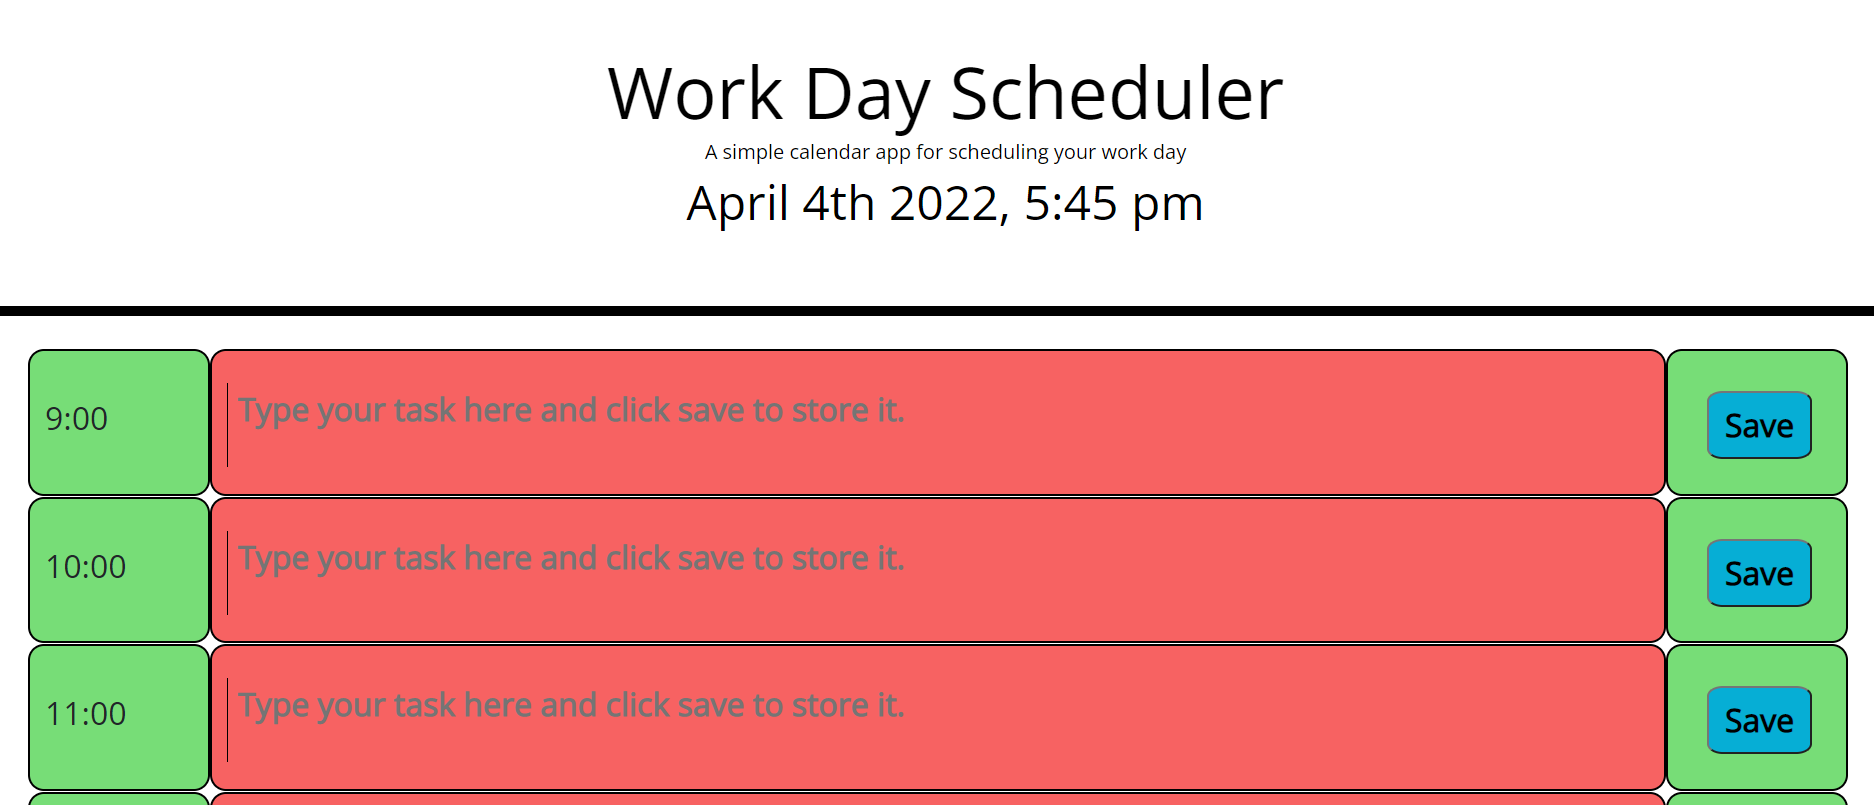 Work Day Scheduler
A simple calendar app for scheduling your work day
April 4th 2022, 5:45 pm
9:00
Type your task here and click save to store it.
Save
10:00
Type your task here and click save to store it.
Save
11:00
Type your task here and click save to store it.
Save